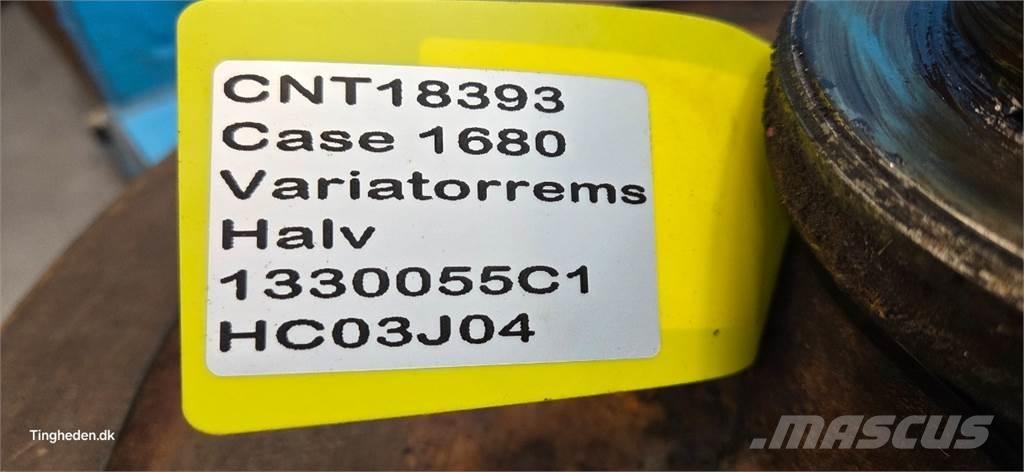 CNT18393
Case 1680
Variatorrems
Halv
1330055C1
HC03J04
Tingheden.dk
MASCUS